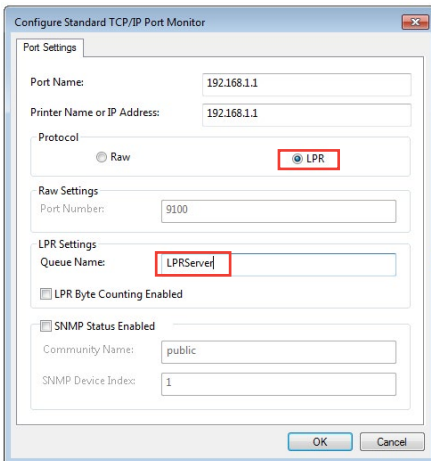 Configure Standard TCP/IP Port Monitor
Port Settings
Port Name: 192.168.1.1
Printer Name or IP Address: 192.168.1.1
Protocol
Raw LPR
Raw Settings
Port Number: 9100
LPR Settings
Queue Name: LPRServer
LPR Byte Counting Enabled
SNMP Status Enabled
Community Name: public
SNMP Device Index: 1
OK Cancel